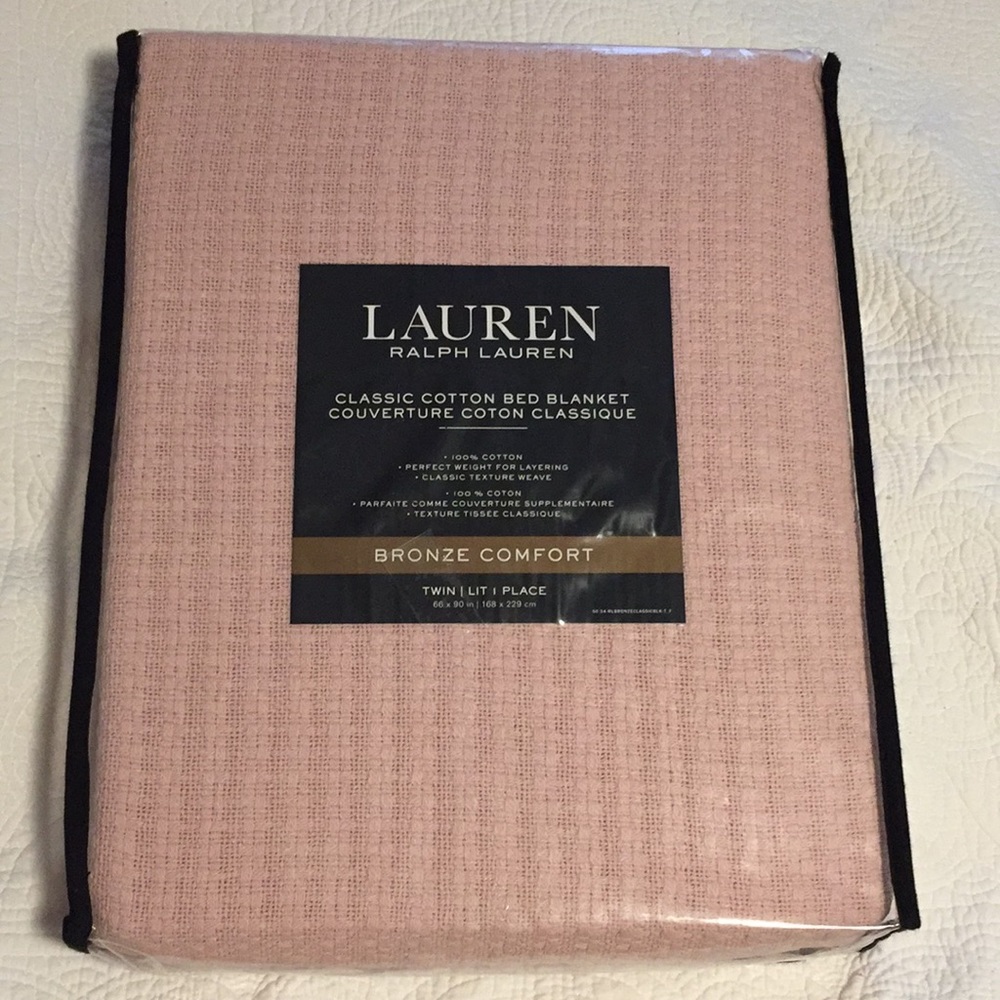 LAUREN
RALPH LAUREN
CLASSIC COTTON BED BLANKET
COUVERTURE COTON CLASSIQUE
• 100% COTTON
• PERFECT WEIGHT FOR LAYERING
• CLASSIC TEXTURE WEAVE
• 100 % COTON
• PARFAITE COMME COUVERTURE SUPPLEMENTAIRE
• TEXTURE TISSÉE CLASSIQUE
BRONZE COMFORT
TWIN | LIT 1 PLACE
66 x 90 in | 168 x 229 cm